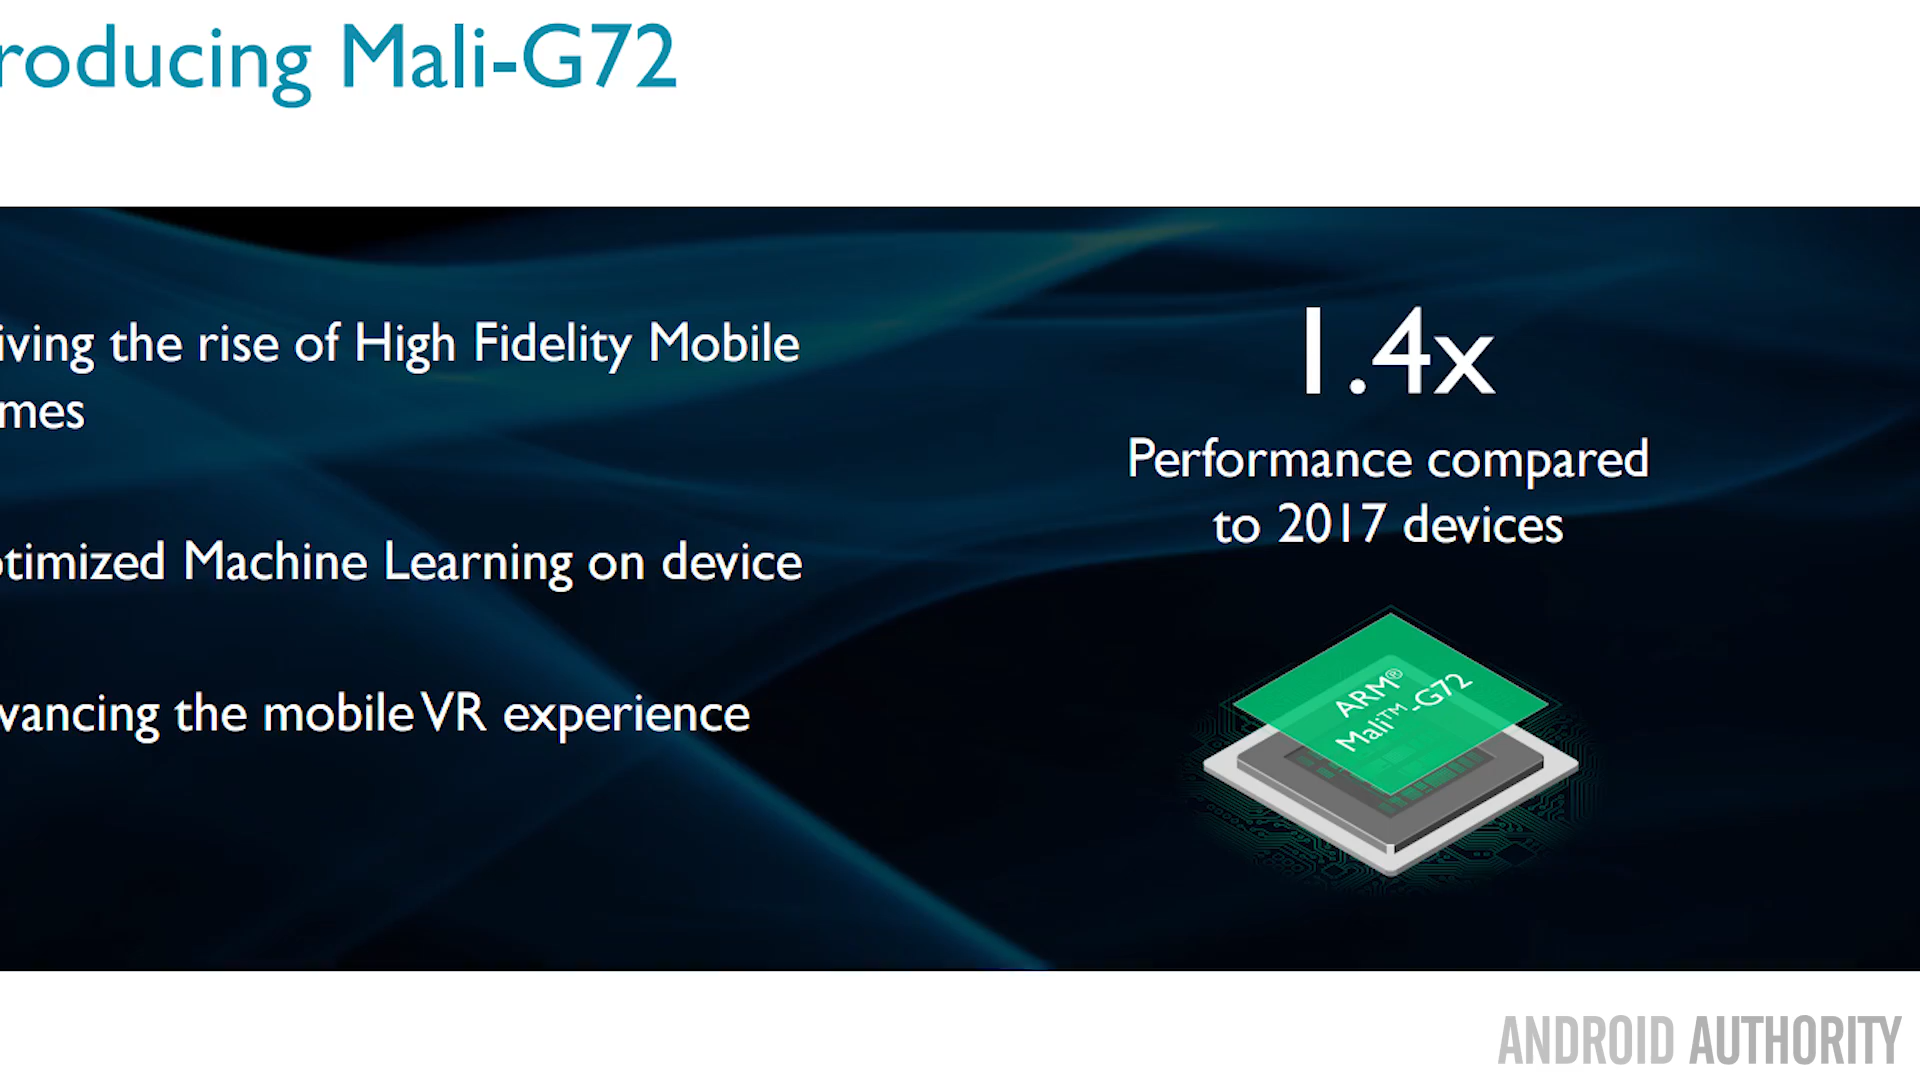 roducing Mali-G72
iving the rise of High Fidelity Mobile
mes
ptimized Machine Learning on device
vancing the mobile VR experience
1.4x
Performance compared
to 2017 devices
ARM®
Mali™-G72
ANDROID AUTHORITY